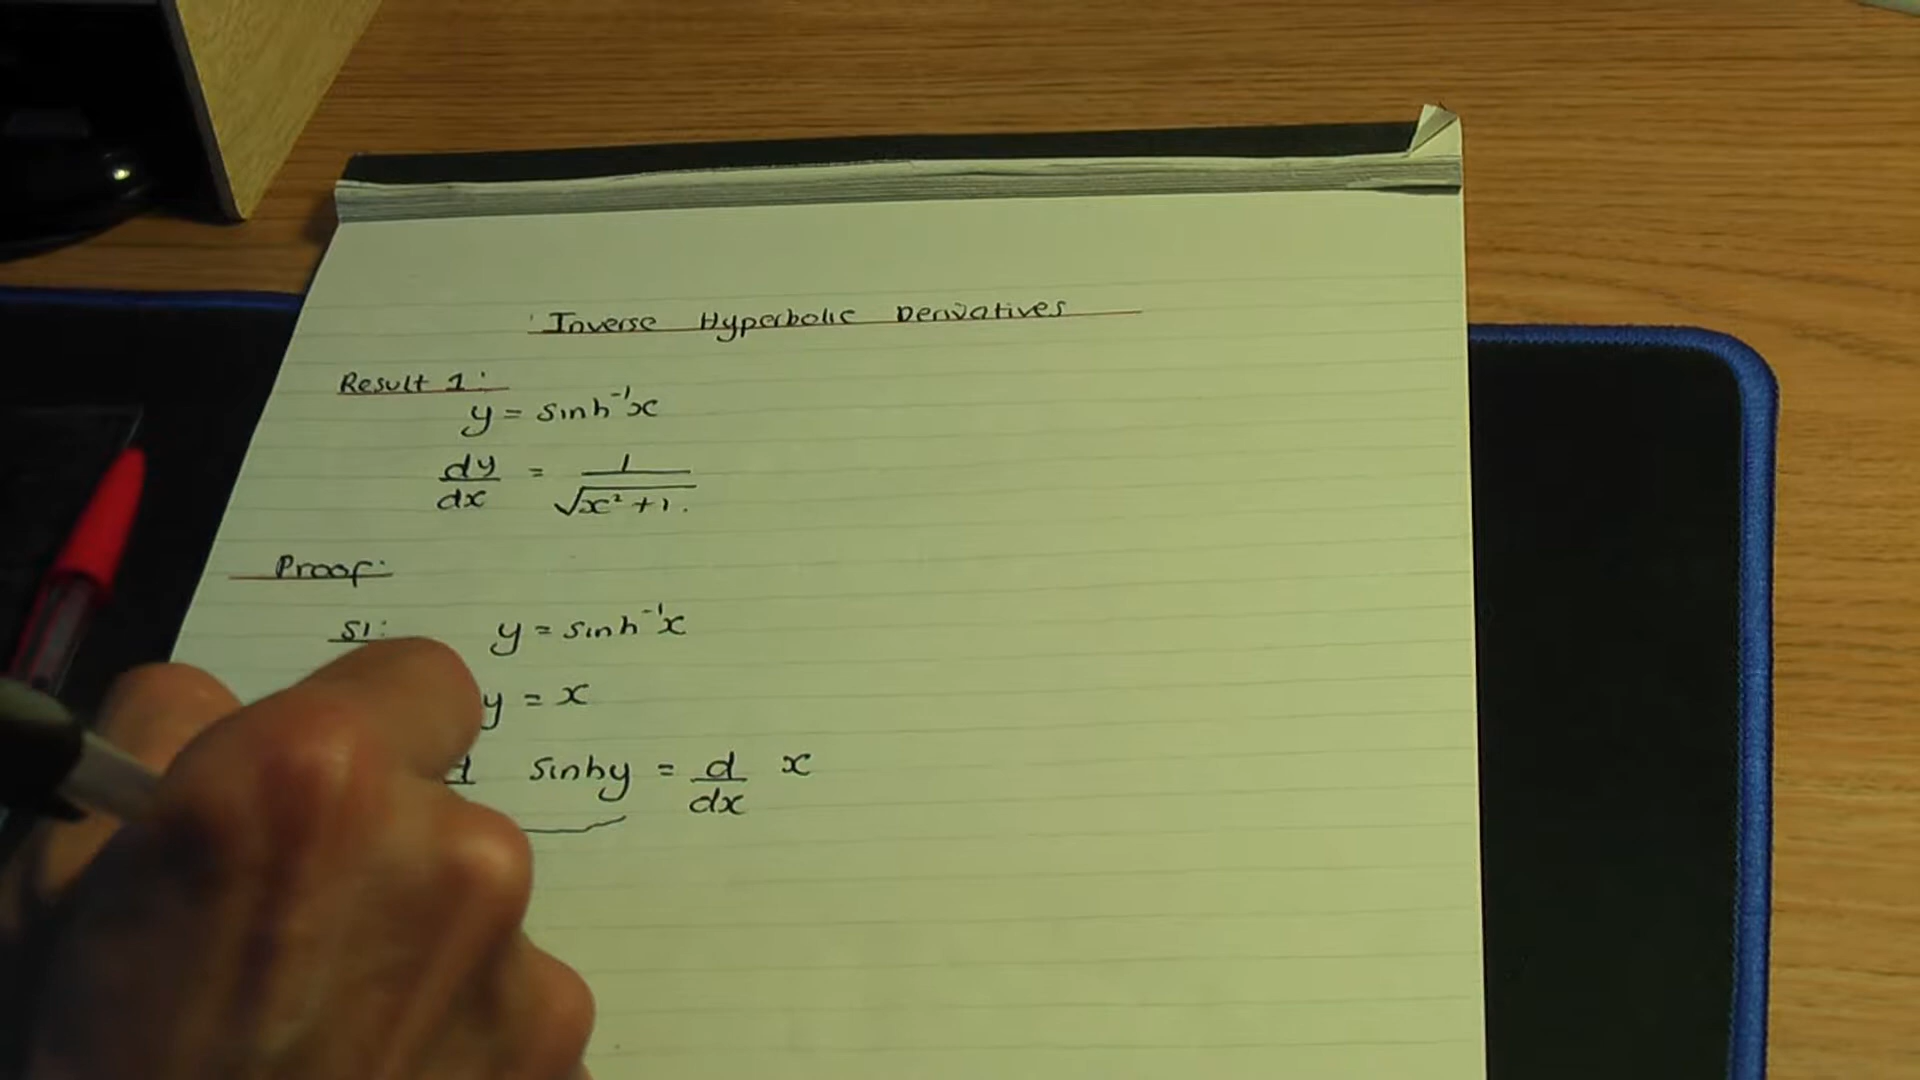 Inverse Hyperbolic Derivatives
Result 1:
y = sinh⁻¹x
dy/dx = 1/√x² + 1.
Proof:
S1: y = sinh⁻¹x
y = x
d sinhy = d/dx x